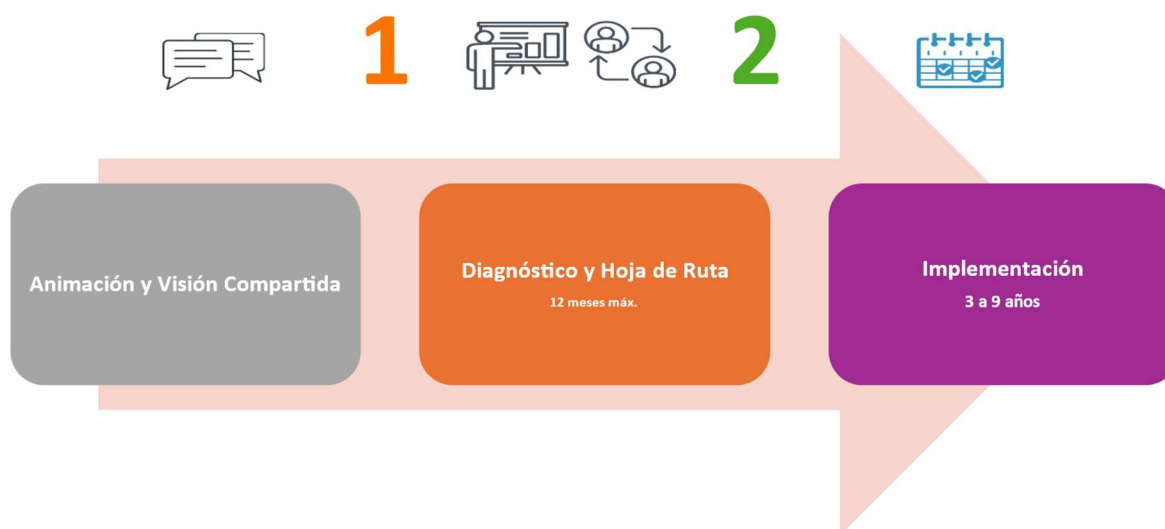 1
2
Animación y Visión Compartida
Diagnóstico y Hoja de Ruta
12 meses máx.
Implementación
3 a 9 años